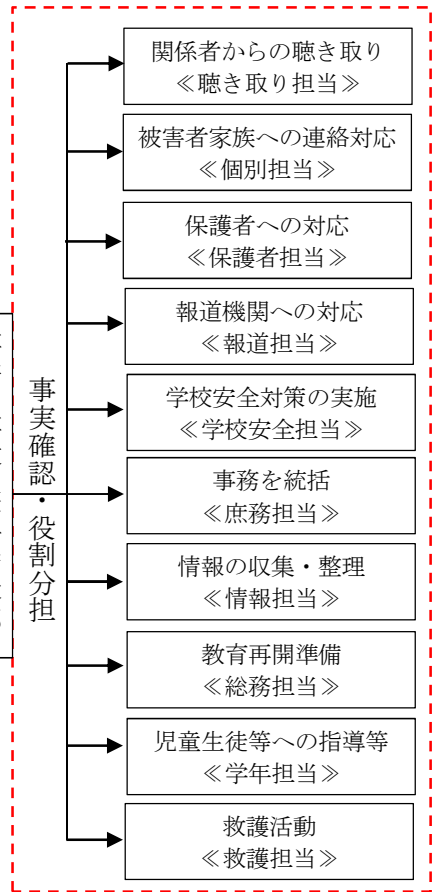 事実確認・役割分担
関係者からの聴き取り
≪聴き取り担当≫
被害者家族への連絡対応
≪個別担当≫
保護者への対応
≪保護者担当≫
報道機関への対応
≪報道担当≫
学校安全対策の実施
≪学校安全担当≫
事務を統括
≪庶務担当≫
情報の収集・整理
≪情報担当≫
教育再開準備
≪総務担当≫
児童生徒等への指導等
≪学年担当≫
救護活動
≪救護担当≫